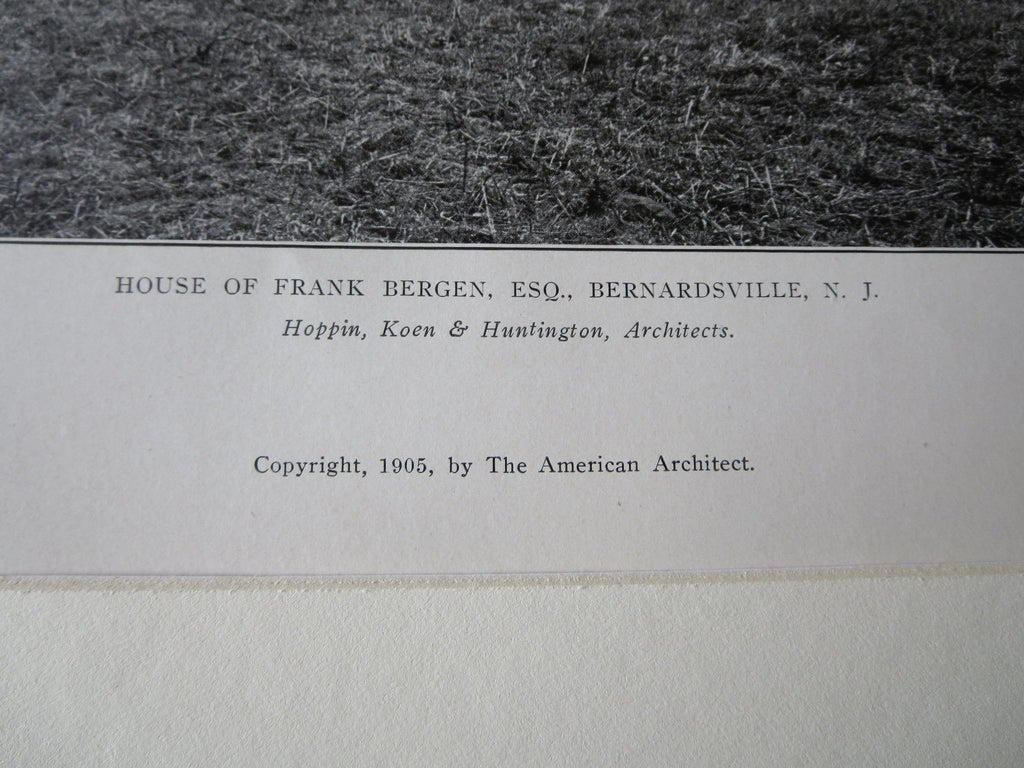 HOUSE OF FRANK BERGEN, ESQ., BERNARDSVILLE, N. J.
Hoppin, Koen & Huntington, Architects.
Copyright, 1905, by The American Architect.